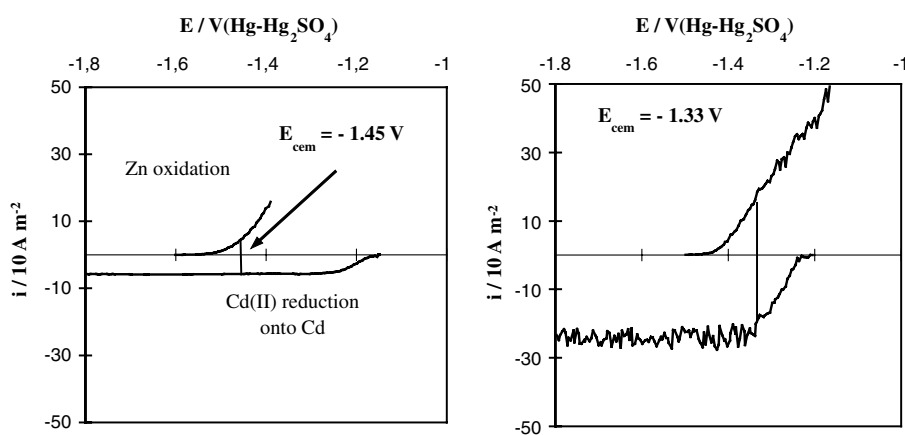 E / V(Hg-Hg2SO4)
-1,8 -1,6 -1,4 -1,2 -1
50
30
10
-10
-30
-50
i / 10 A m-2
Zn oxidation
Ecem = - 1.45 V
Cd(II) reduction
onto Cd
E / V(Hg-Hg2SO4)
-1.8 -1.6 -1.4 -1.2 -1
50
30
10
-10
-30
-50
i / 10 A m-2
Ecem = - 1.33 V